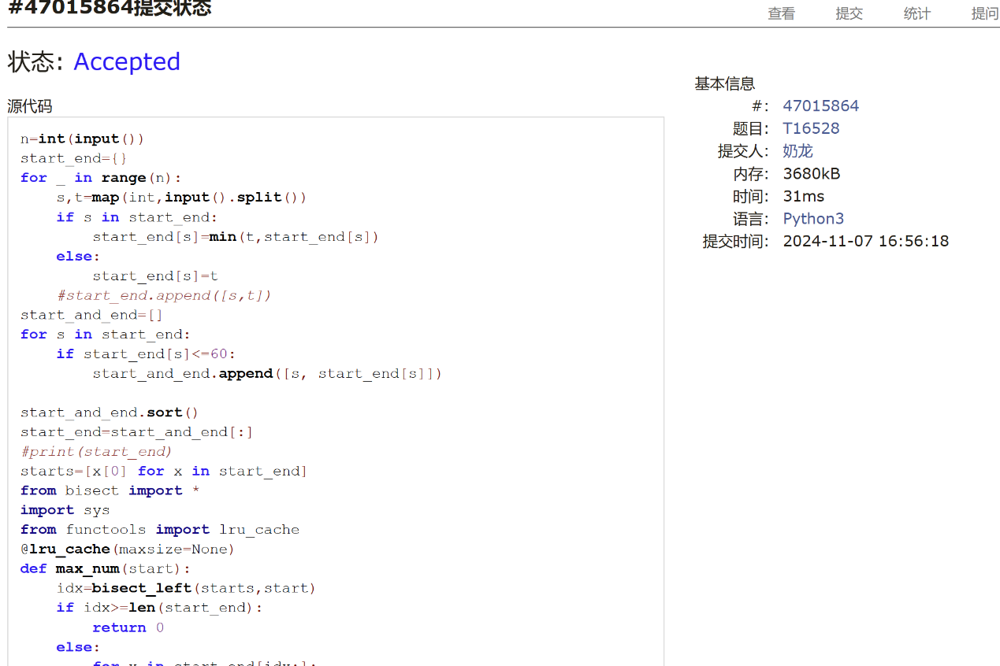 #47015864提交状态
查看 提交 统计 提问
状态: Accepted
源代码
n=int(input())
start_end={}
for _ in range(n):
    s,t=map(int,input().split())
    if s in start_end:
        start_end[s]=min(t,start_end[s])
    else:
        start_end[s]=t
    #start_end.append([s,t])
start_and_end=[]
for s in start_end:
    if start_end[s]<=60:
        start_and_end.append([s, start_end[s]])
start_and_end.sort()
start_end=start_and_end[:]
#print(start_end)
starts=[x[0] for x in start_end]
from bisect import *
import sys
from functools import lru_cache
@lru_cache(maxsize=None)
def max_num(start):
    idx=bisect_left(starts,start)
    if idx>=len(start_end):
        return 0
    else:
        for x in start_end[idx:]:
基本信息
#: 47015864
题目: T16528
提交人: 奶龙
内存: 3680kB
时间: 31ms
语言: Python3
提交时间: 2024-11-07 16:56:18